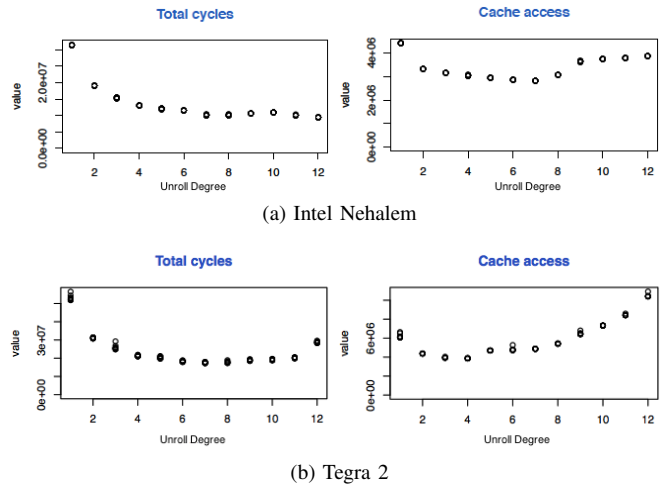 Total cycles
Cache access
value
0.0e+00
2.0e+07
2 4 6 8 10 12
Unroll Degree
value
0e+00
2e+06
4e+06
2 4 6 8 10 12
Unroll Degree
(a) Intel Nehalem
Total cycles
Cache access
value
0e+00
3e+07
2 4 6 8 10 12
Unroll Degree
value
0e+00
6e+06
2 4 6 8 10 12
Unroll Degree
(b) Tegra 2